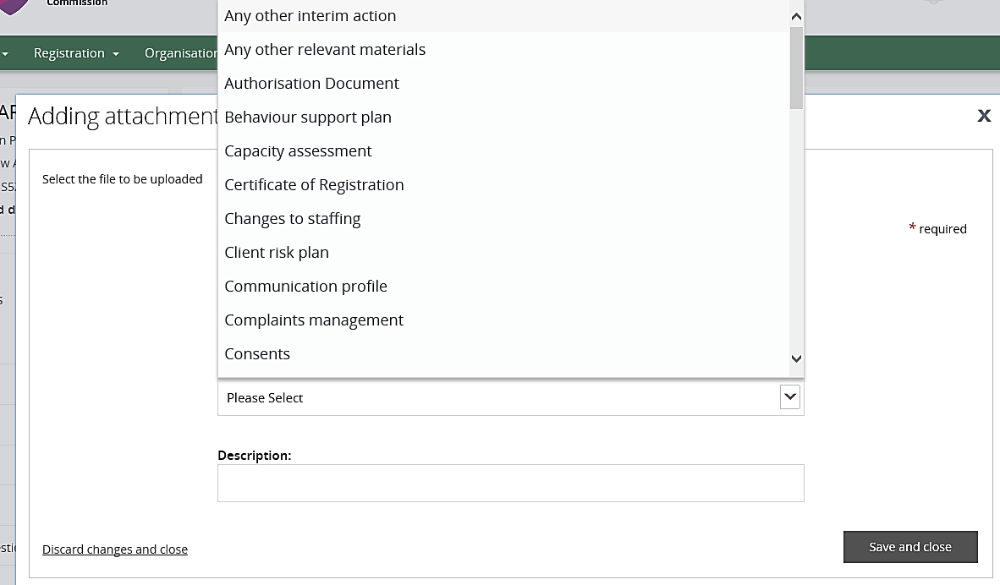 Commission
Registration
Organisation
Any other interim action
Any other relevant materials
Authorisation Document
Behaviour support plan
Capacity assessment
Certificate of Registration
Changes to staffing
Client risk plan
Communication profile
Complaints management
Consents
Adding attachment
X
Select the file to be uploaded
* required
Please Select
Description:
Discard changes and close
Save and close